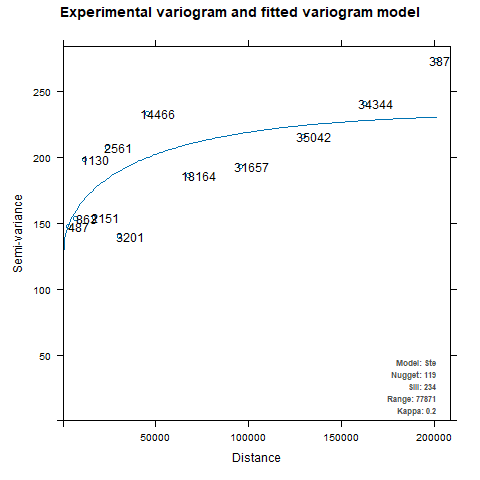 Experimental variogram and fitted variogram model
387
250
34344
14466
35042
200
2561
1130
31657
18164
150
863
2151
487
3201
Semi-variance
100
50
Model: Ste
Nugget: 119
Sill: 234
Range: 77871
Kappa: 0.2
50000 100000 150000 200000
Distance